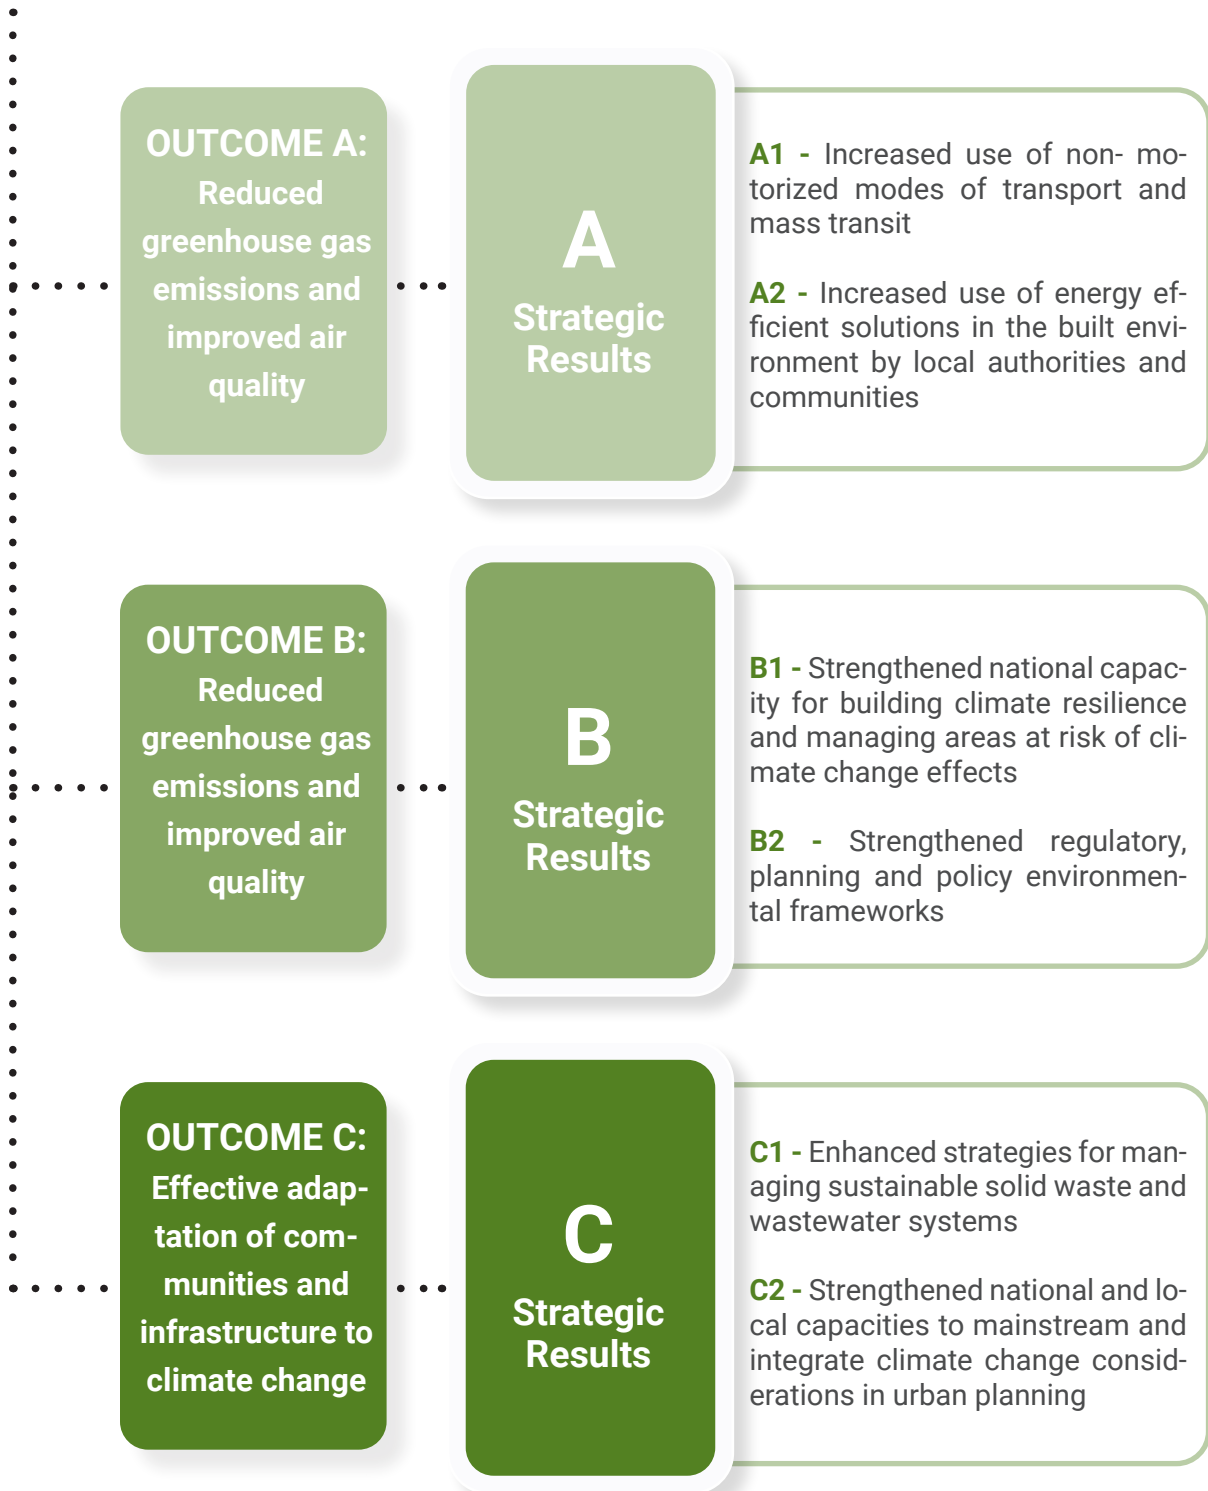 OUTCOME A:
Reduced
greenhouse gas
emissions and
improved air
quality
A
Strategic
Results
A1 - Increased use of non- mo-
torized modes of transport and
mass transit
A2 - Increased use of energy ef-
ficient solutions in the built envi-
ronment by local authorities and
communities
OUTCOME B:
Reduced
greenhouse gas
emissions and
improved air
quality
B
Strategic
Results
B1 - Strengthened national capac-
ity for building climate resilience
and managing areas at risk of cli-
mate change effects
B2 - Strengthened regulatory,
planning and policy environmen-
tal frameworks
OUTCOME C:
Effective adap-
tation of com-
munities and
infrastructure to
climate change
C
Strategic
Results
C1 - Enhanced strategies for man-
aging sustainable solid waste and
wastewater systems
C2 - Strengthened national and lo-
cal capacities to mainstream and
integrate climate change consid-
erations in urban planning